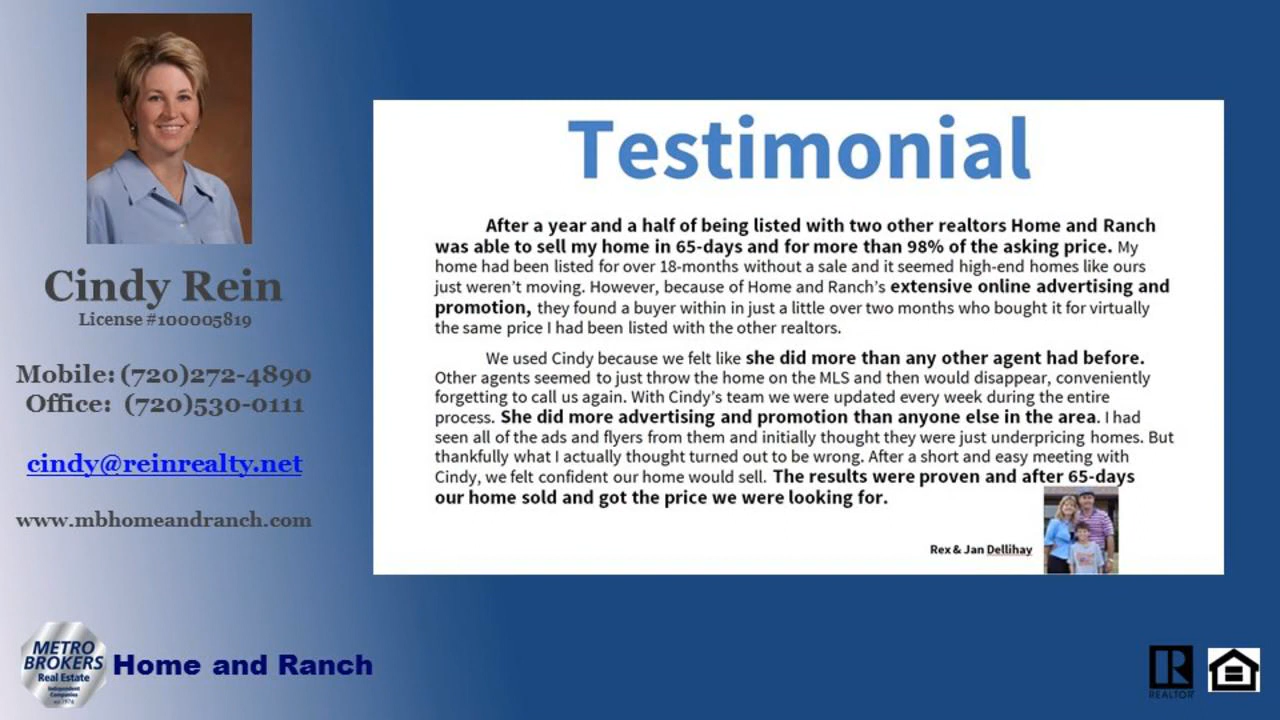 Cindy Rein
License #100005819
Mobile: (720)272-4890
Office: (720)530-0111
cindy@reinrealty.net
www.mbhomeandranch.com
METRO
BROKERS
Real Estate
Independent
Companies
est 1976
Home and Ranch
Testimonial
After a year and a half of being listed with two other realtors Home and Ranch
was able to sell my home in 65-days and for more than 98% of the asking price. My
home had been listed for over 18-months without a sale and it seemed high-end homes like ours
just weren't moving. However, because of Home and Ranch's extensive online advertising and
promotion, they found a buyer within in just a little over two months who bought it for virtually
the same price I had been listed with the other realtors.
We used Cindy because we felt like she did more than any other agent had before.
Other agents seemed to just throw the home on the MLS and then would disappear, conveniently
forgetting to call us again. With Cindy's team we were updated every week during the entire
process. She did more advertising and promotion than anyone else in the area. I had
seen all of the ads and flyers from them and initially thought they were just underpricing homes. But
thankfully what I actually thought turned out to be wrong. After a short and easy meeting with
Cindy, we felt confident our home would sell. The results were proven and after 65-days
our home sold and got the price we were looking for.
Rex & Jan Dellihay
REALTOR